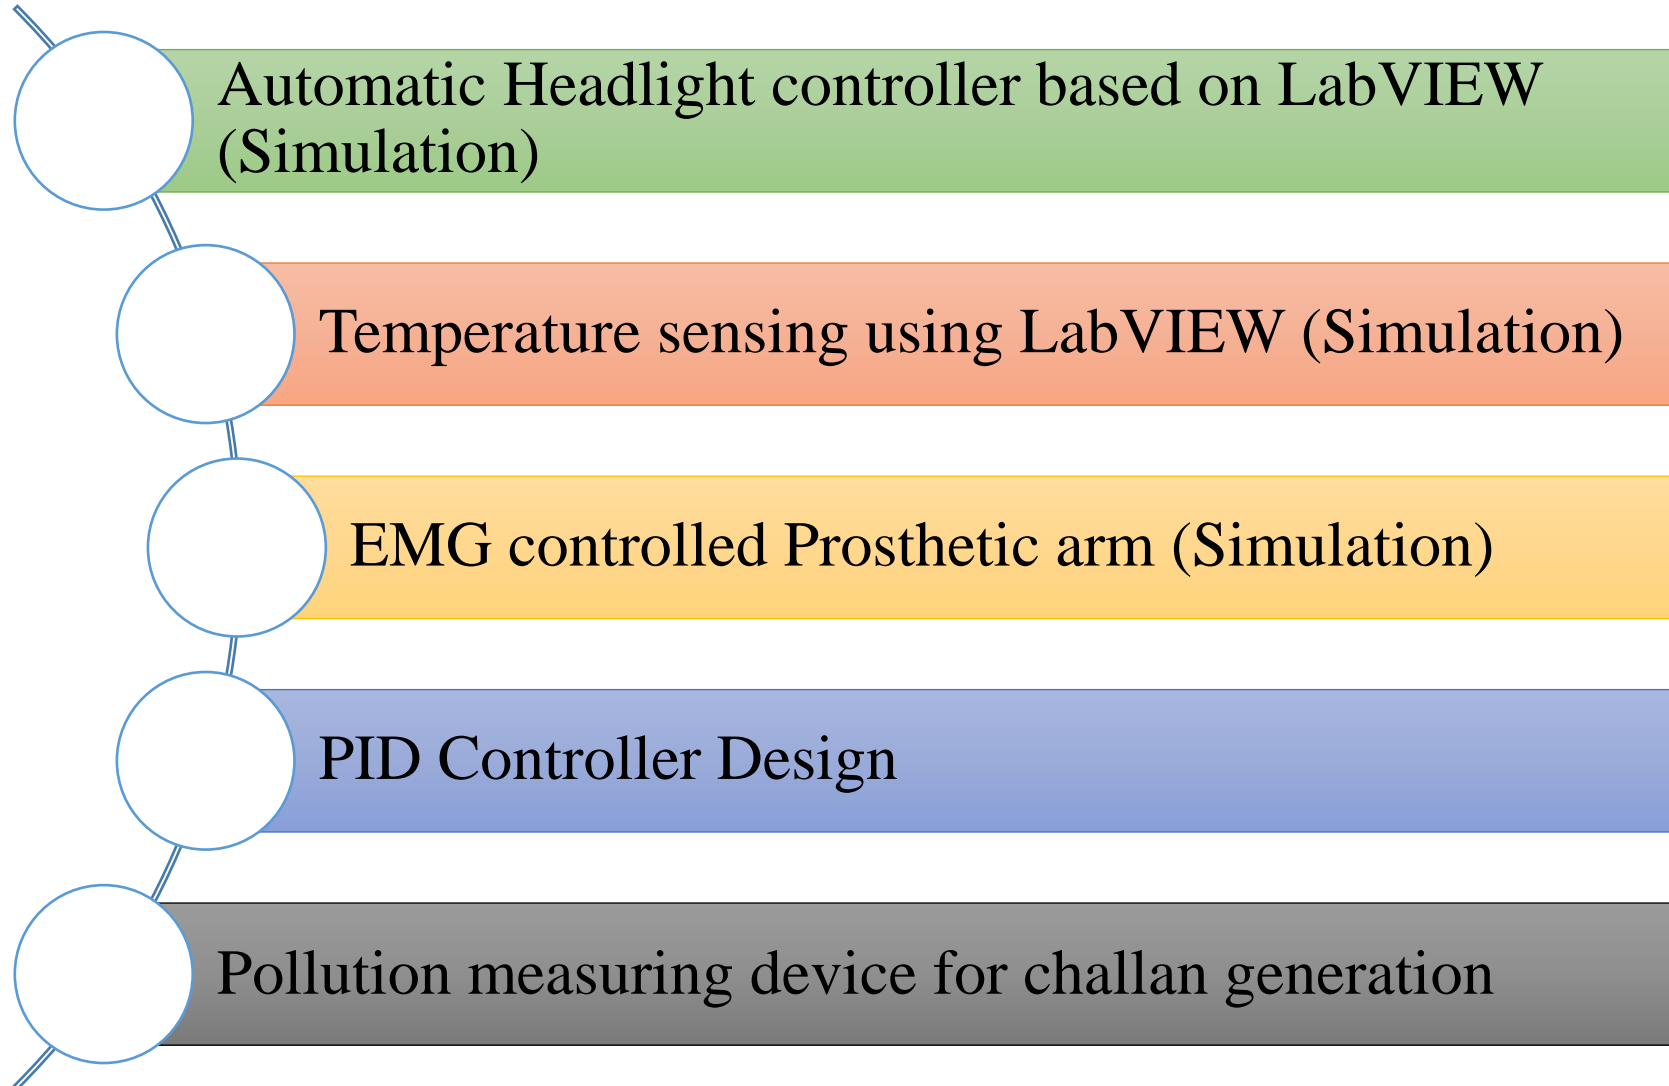 Automatic Headlight controller based on LabVIEW
(Simulation)
Temperature sensing using LabVIEW (Simulation)
EMG controlled Prosthetic arm (Simulation)
PID Controller Design
Pollution measuring device for challan generation